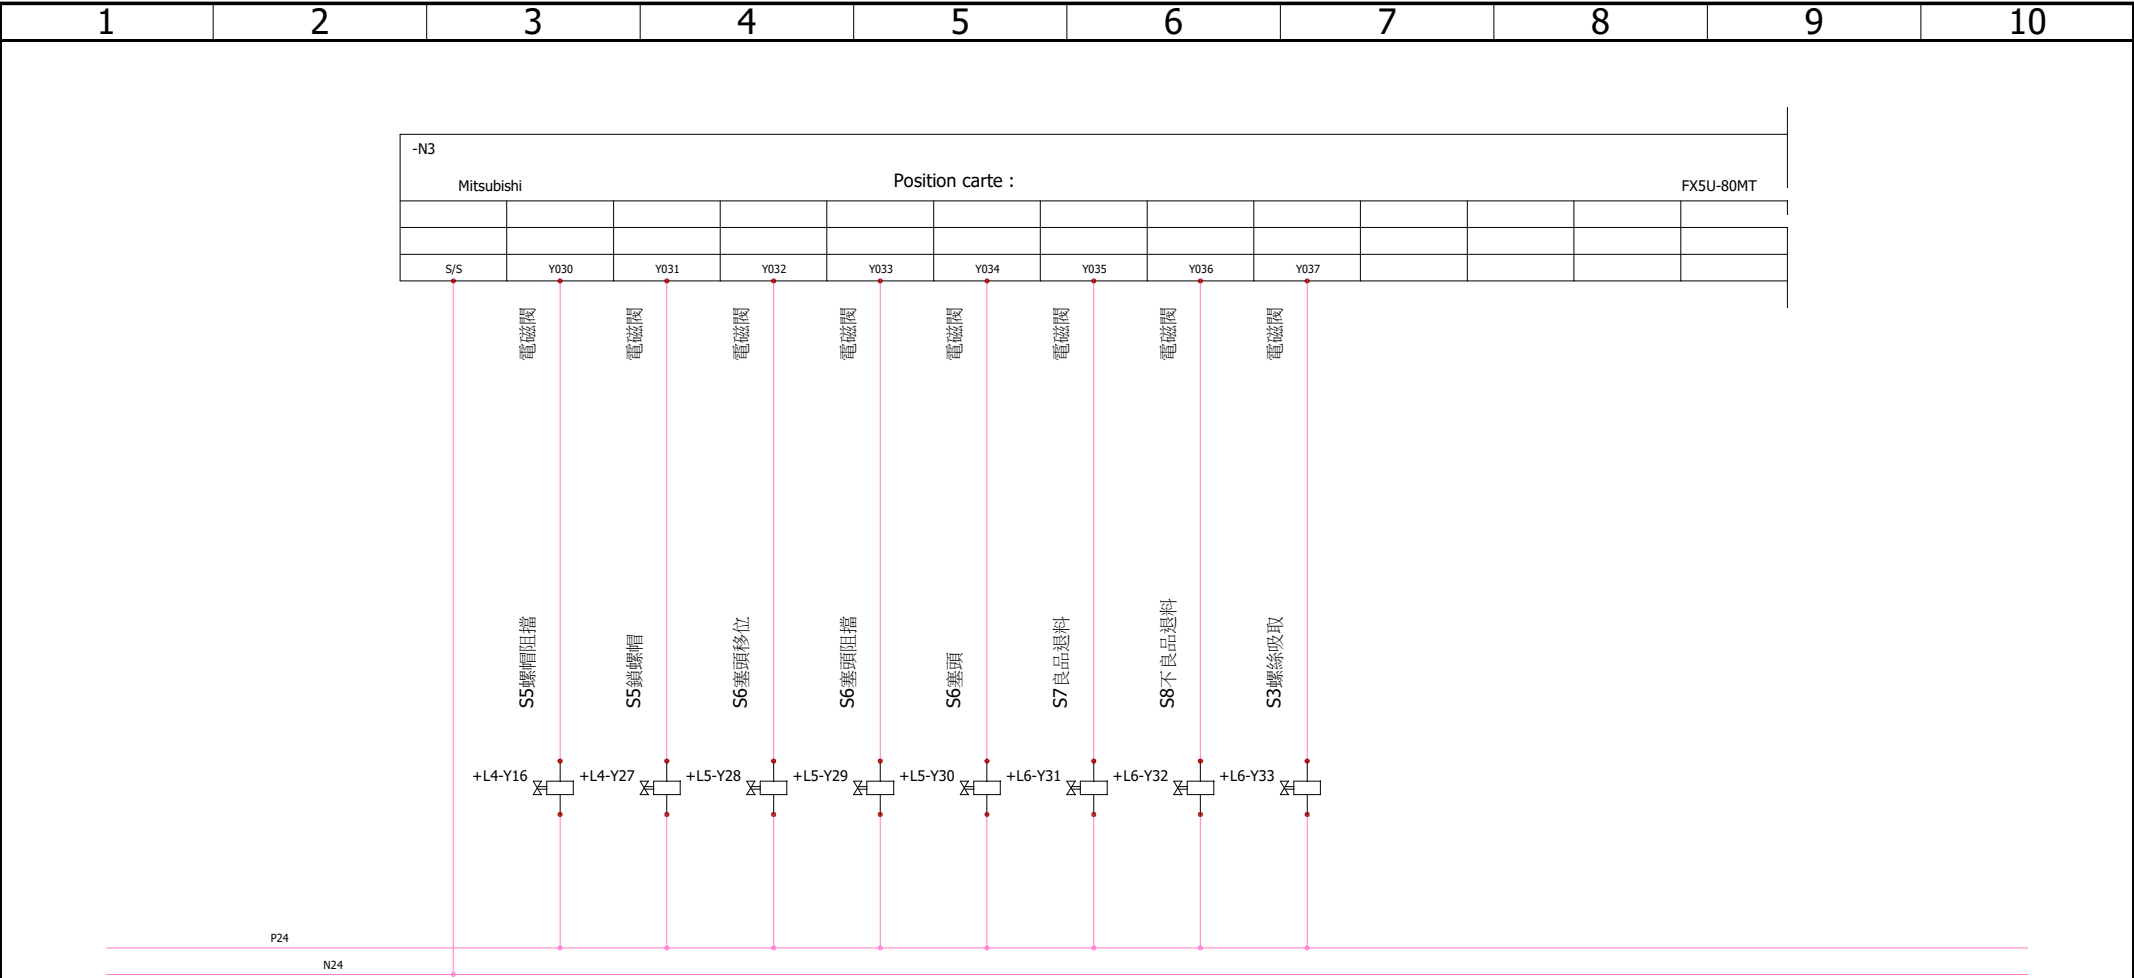 1 2 3 4 5 6 7 8 9 10
-N3
Mitsubishi Position carte : FX5U-80MT
S/S Y030 Y031 Y032 Y033 Y034 Y035 Y036 Y037
電磁閥 電磁閥 電磁閥 電磁閥 電磁閥 電磁閥 電磁閥 電磁閥
S5螺帽阻擋
S5鎖螺帽
S6塞頭移位
S6塞頭阻擋
S6塞頭
S7良品退料
S8不良品退料
S3螺絲吸取
+L4-Y16 +L4-Y27 +L5-Y28 +L5-Y29 +L5-Y30 +L6-Y31 +L6-Y32 +L6-Y33
P24
N24